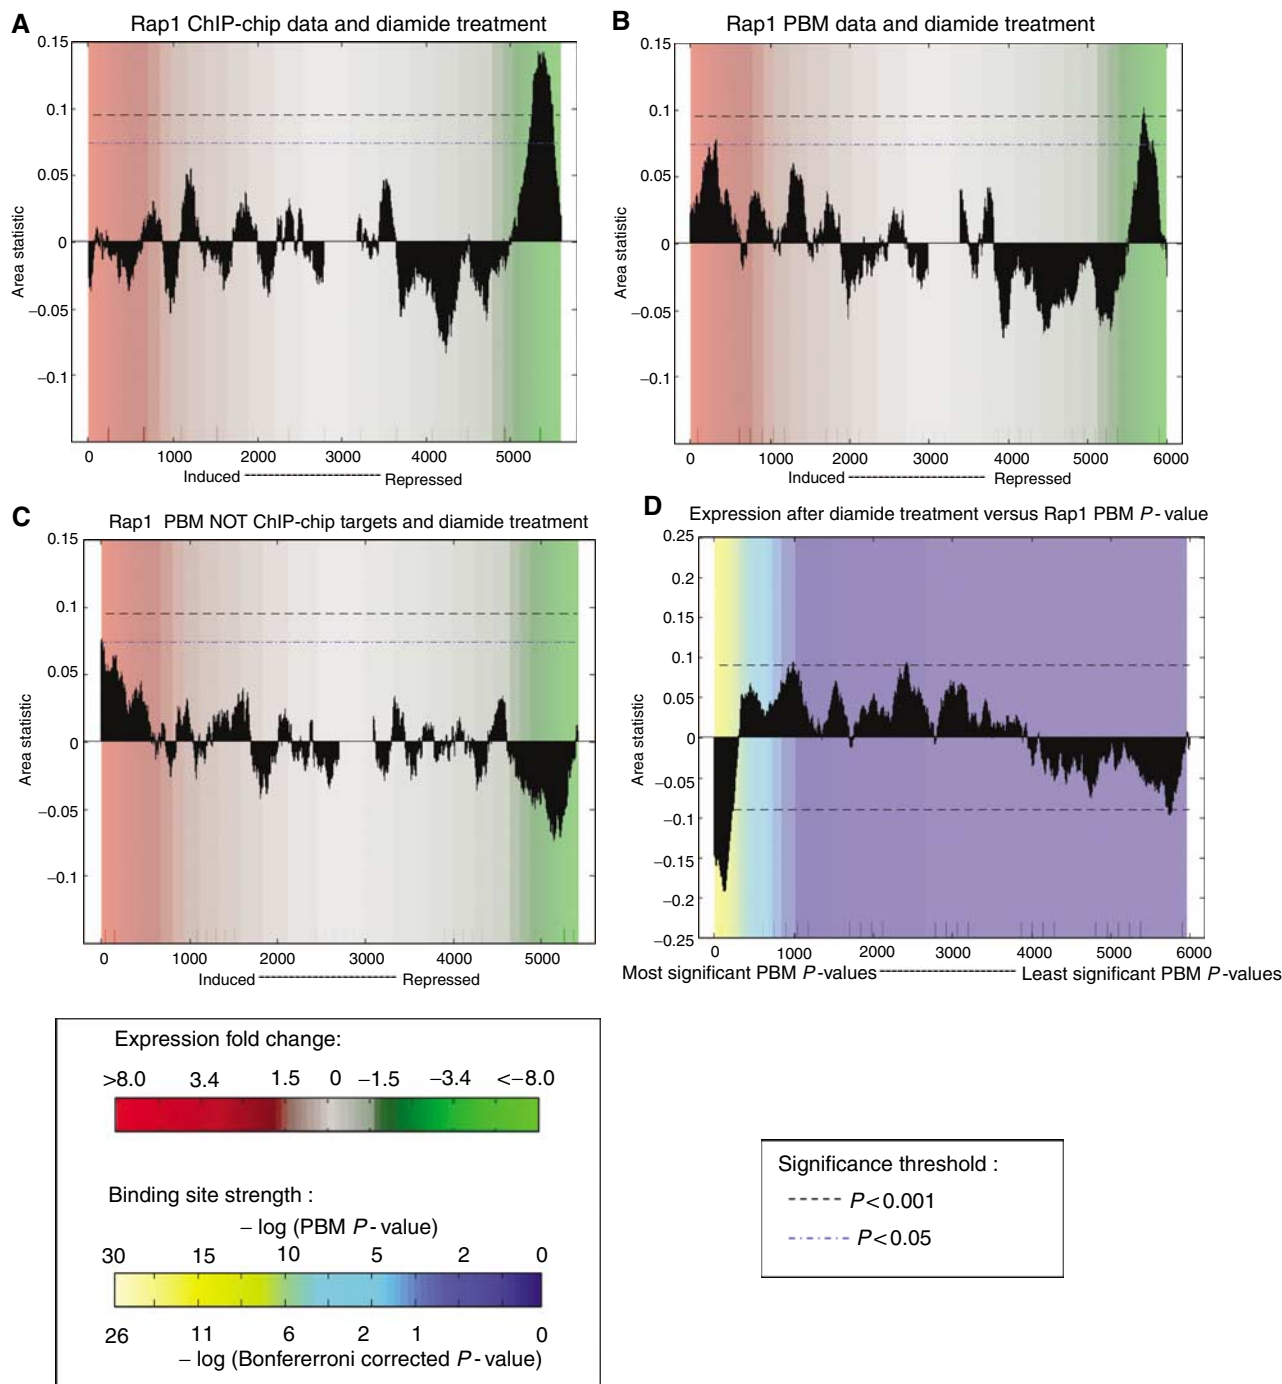 A
Rap1 ChIP-chip data and diamide treatment
0.15
0.1
0.05
0
−0.05
−0.1
Area statistic
0 1000 2000 3000 4000 5000
Induced ---------------------- Repressed
B
Rap1 PBM data and diamide treatment
0.15
0.1
0.05
0
−0.05
−0.1
Area statistic
0 1000 2000 3000 4000 5000 6000
Induced ---------------------- Repressed
C
Rap1 PBM NOT ChIP-chip targets and diamide treatment
0.15
0.1
0.05
0
−0.05
−0.1
Area statistic
0 1000 2000 3000 4000 5000
Induced ---------------------- Repressed
D
Expression after diamide treatment versus Rap1 PBM P-value
0.25
0.2
0.15
0.1
0.05
0
−0.05
−0.1
−0.15
−0.2
−0.25
Area statistic
0 1000 2000 3000 4000 5000 6000
Most significant PBM P-values ---------------------- Least significant PBM P-values
Expression fold change:
>8.0 3.4 1.5 0 −1.5 −3.4 <−8.0
Binding site strength :
− log (PBM P-value)
30 15 10 5 2 0
26 11 6 2 1 0
− log (Bonfererroni corrected P-value)
Significance threshold :
P<0.001
P<0.05